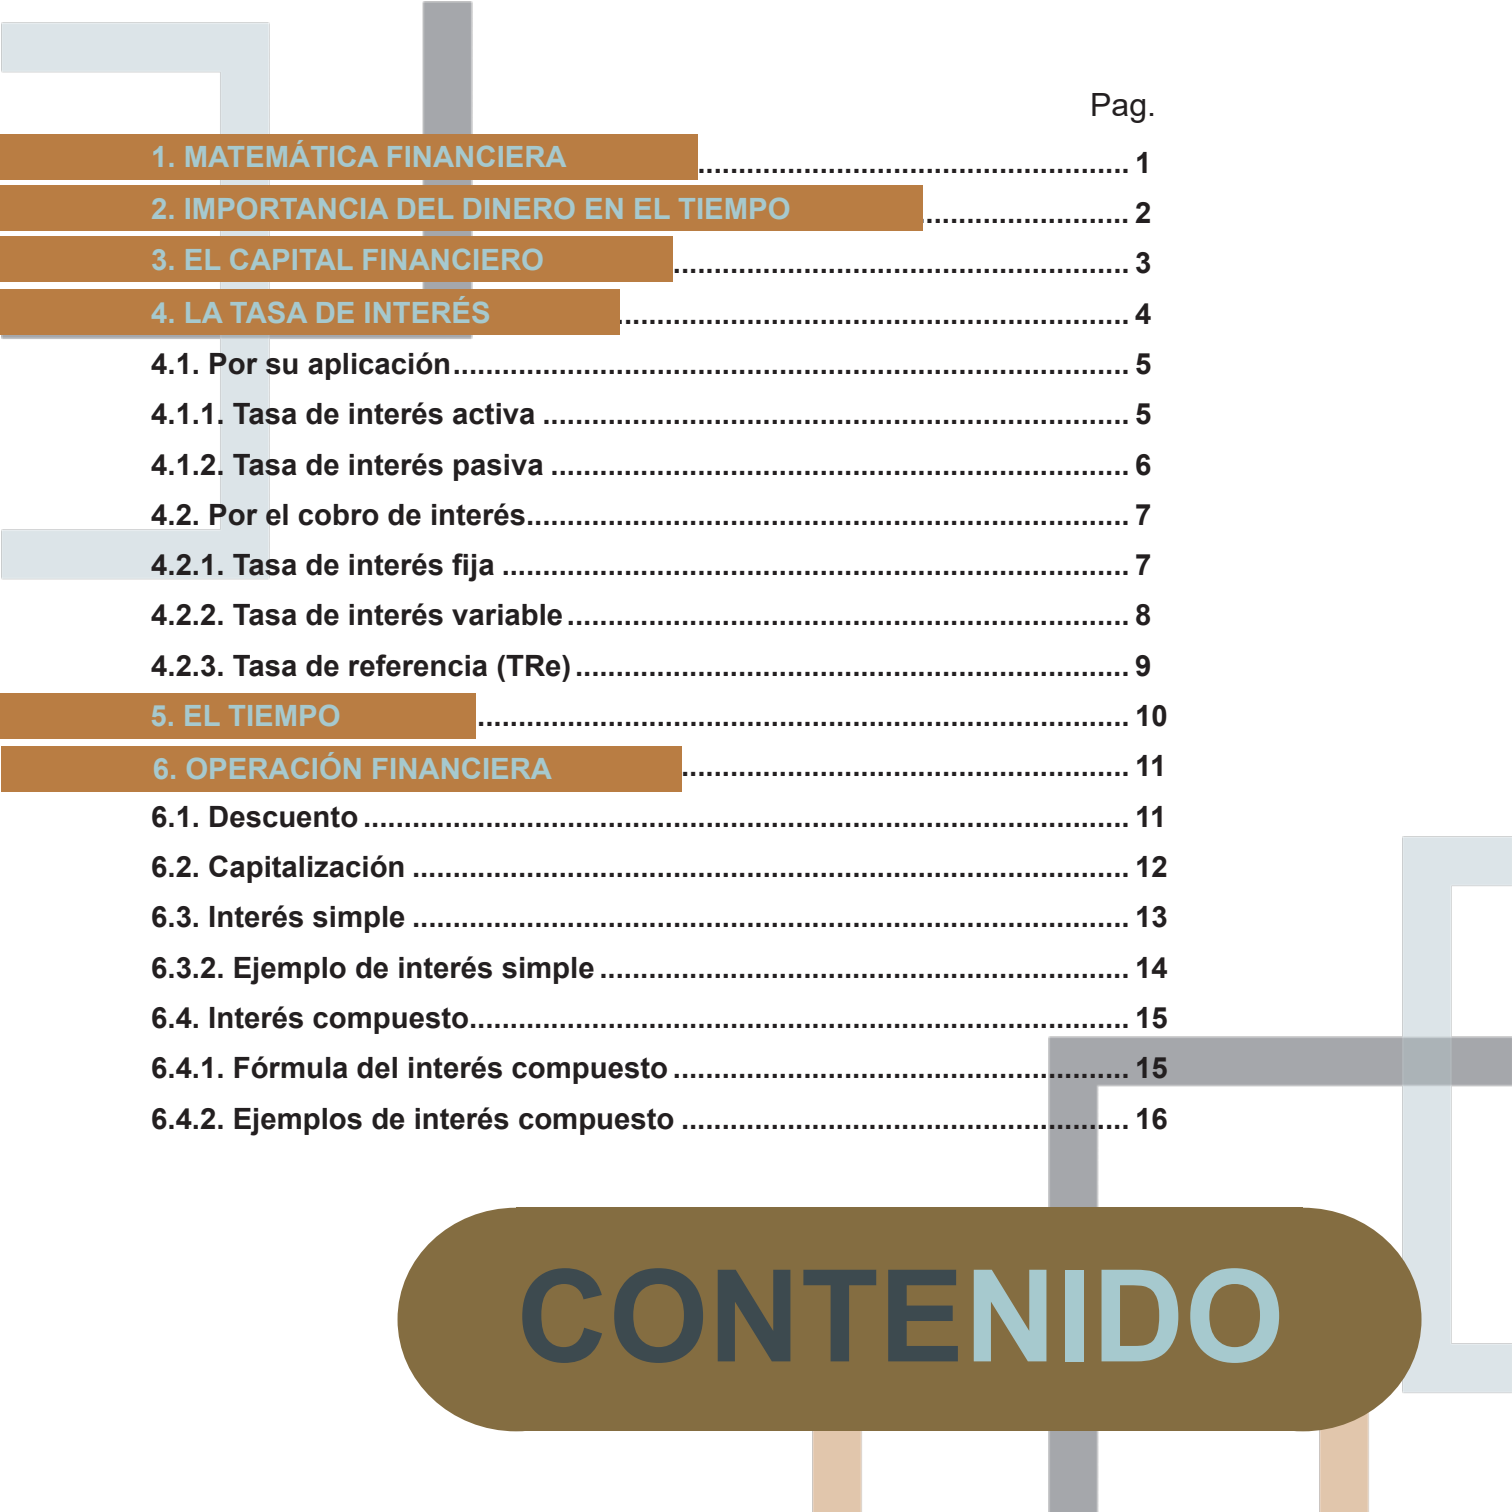 Pag.
1. MATEMÁTICA FINANCIERA ..................................................... 1
2. IMPORTANCIA DEL DINERO EN EL TIEMPO ......................... 2
3. EL CAPITAL FINANCIERO ........................................................ 3
4. LA TASA DE INTERÉS ............................................................... 4
4.1. Por su aplicación ................................................................................... 5
4.1.1. Tasa de interés activa ........................................................................ 5
4.1.2. Tasa de interés pasiva ....................................................................... 6
4.2. Por el cobro de interés.......................................................................... 7
4.2.1. Tasa de interés fija ............................................................................. 7
4.2.2. Tasa de interés variable ..................................................................... 8
4.2.3. Tasa de referencia (TRe) .................................................................... 9
5. EL TIEMPO ................................................................................ 10
6. OPERACIÓN FINANCIERA ....................................................... 11
6.1. Descuento .............................................................................................. 11
6.2. Capitalización ........................................................................................ 12
6.3. Interés simple ........................................................................................ 13
6.3.2. Ejemplo de interés simple ................................................................. 14
6.4. Interés compuesto................................................................................. 15
6.4.1. Fórmula del interés compuesto ........................................................ 15
6.4.2. Ejemplos de interés compuesto ....................................................... 16
CONTENIDO